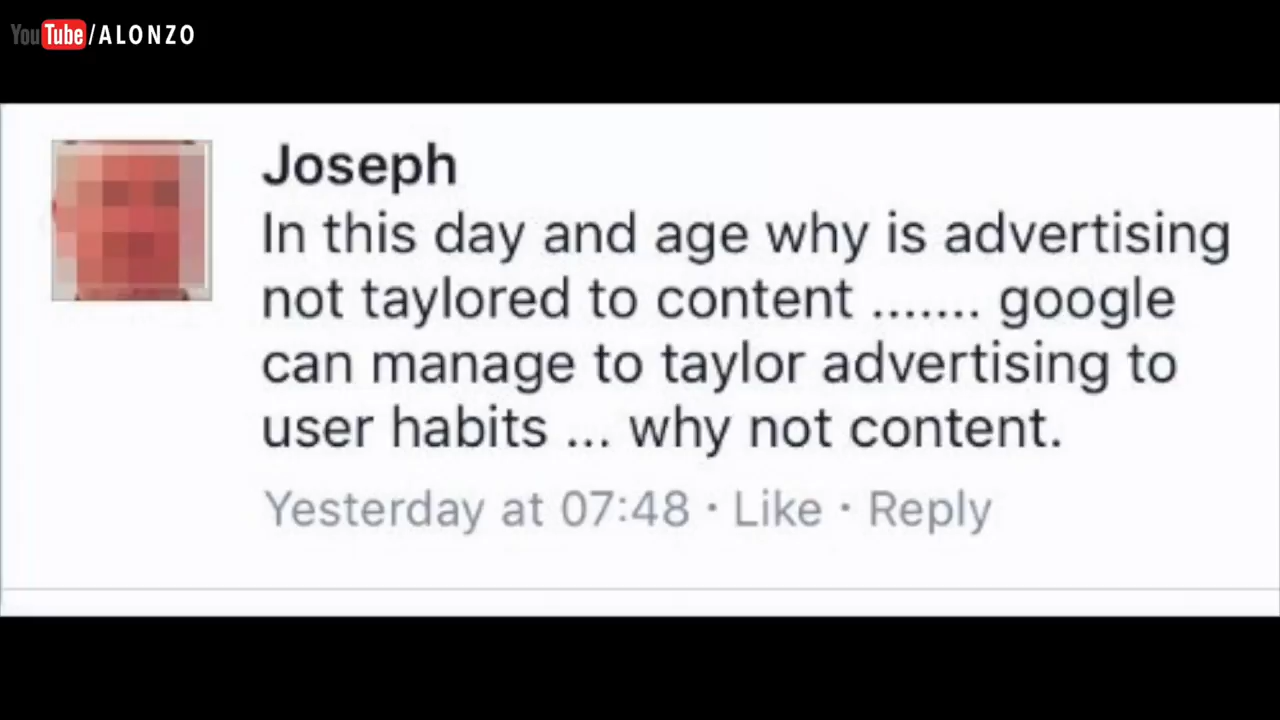 YouTube/ALONZO
Joseph
In this day and age why is advertising
not taylored to content ....... google
can manage to taylor advertising to
user habits ... why not content.
Yesterday at 07:48 · Like · Reply